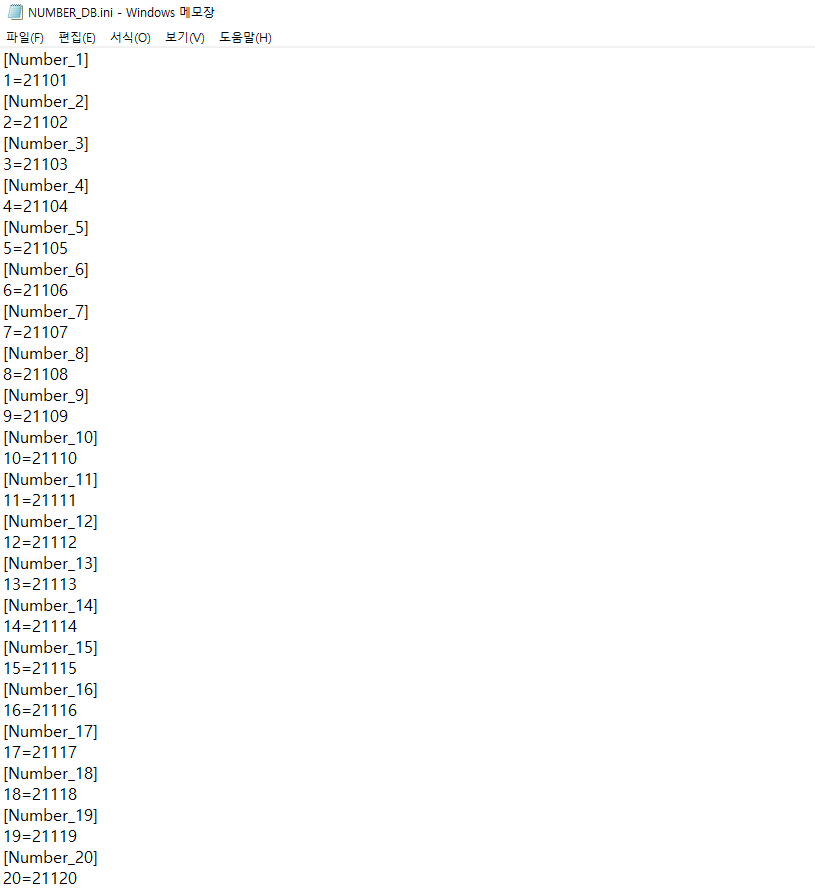 NUMBER_DB.ini - Windows 메모장
파일(F) 편집(E) 서식(O) 보기(V) 도움말(H)
[Number_1]
1=21101
[Number_2]
2=21102
[Number_3]
3=21103
[Number_4]
4=21104
[Number_5]
5=21105
[Number_6]
6=21106
[Number_7]
7=21107
[Number_8]
8=21108
[Number_9]
9=21109
[Number_10]
10=21110
[Number_11]
11=21111
[Number_12]
12=21112
[Number_13]
13=21113
[Number_14]
14=21114
[Number_15]
15=21115
[Number_16]
16=21116
[Number_17]
17=21117
[Number_18]
18=21118
[Number_19]
19=21119
[Number_20]
20=21120